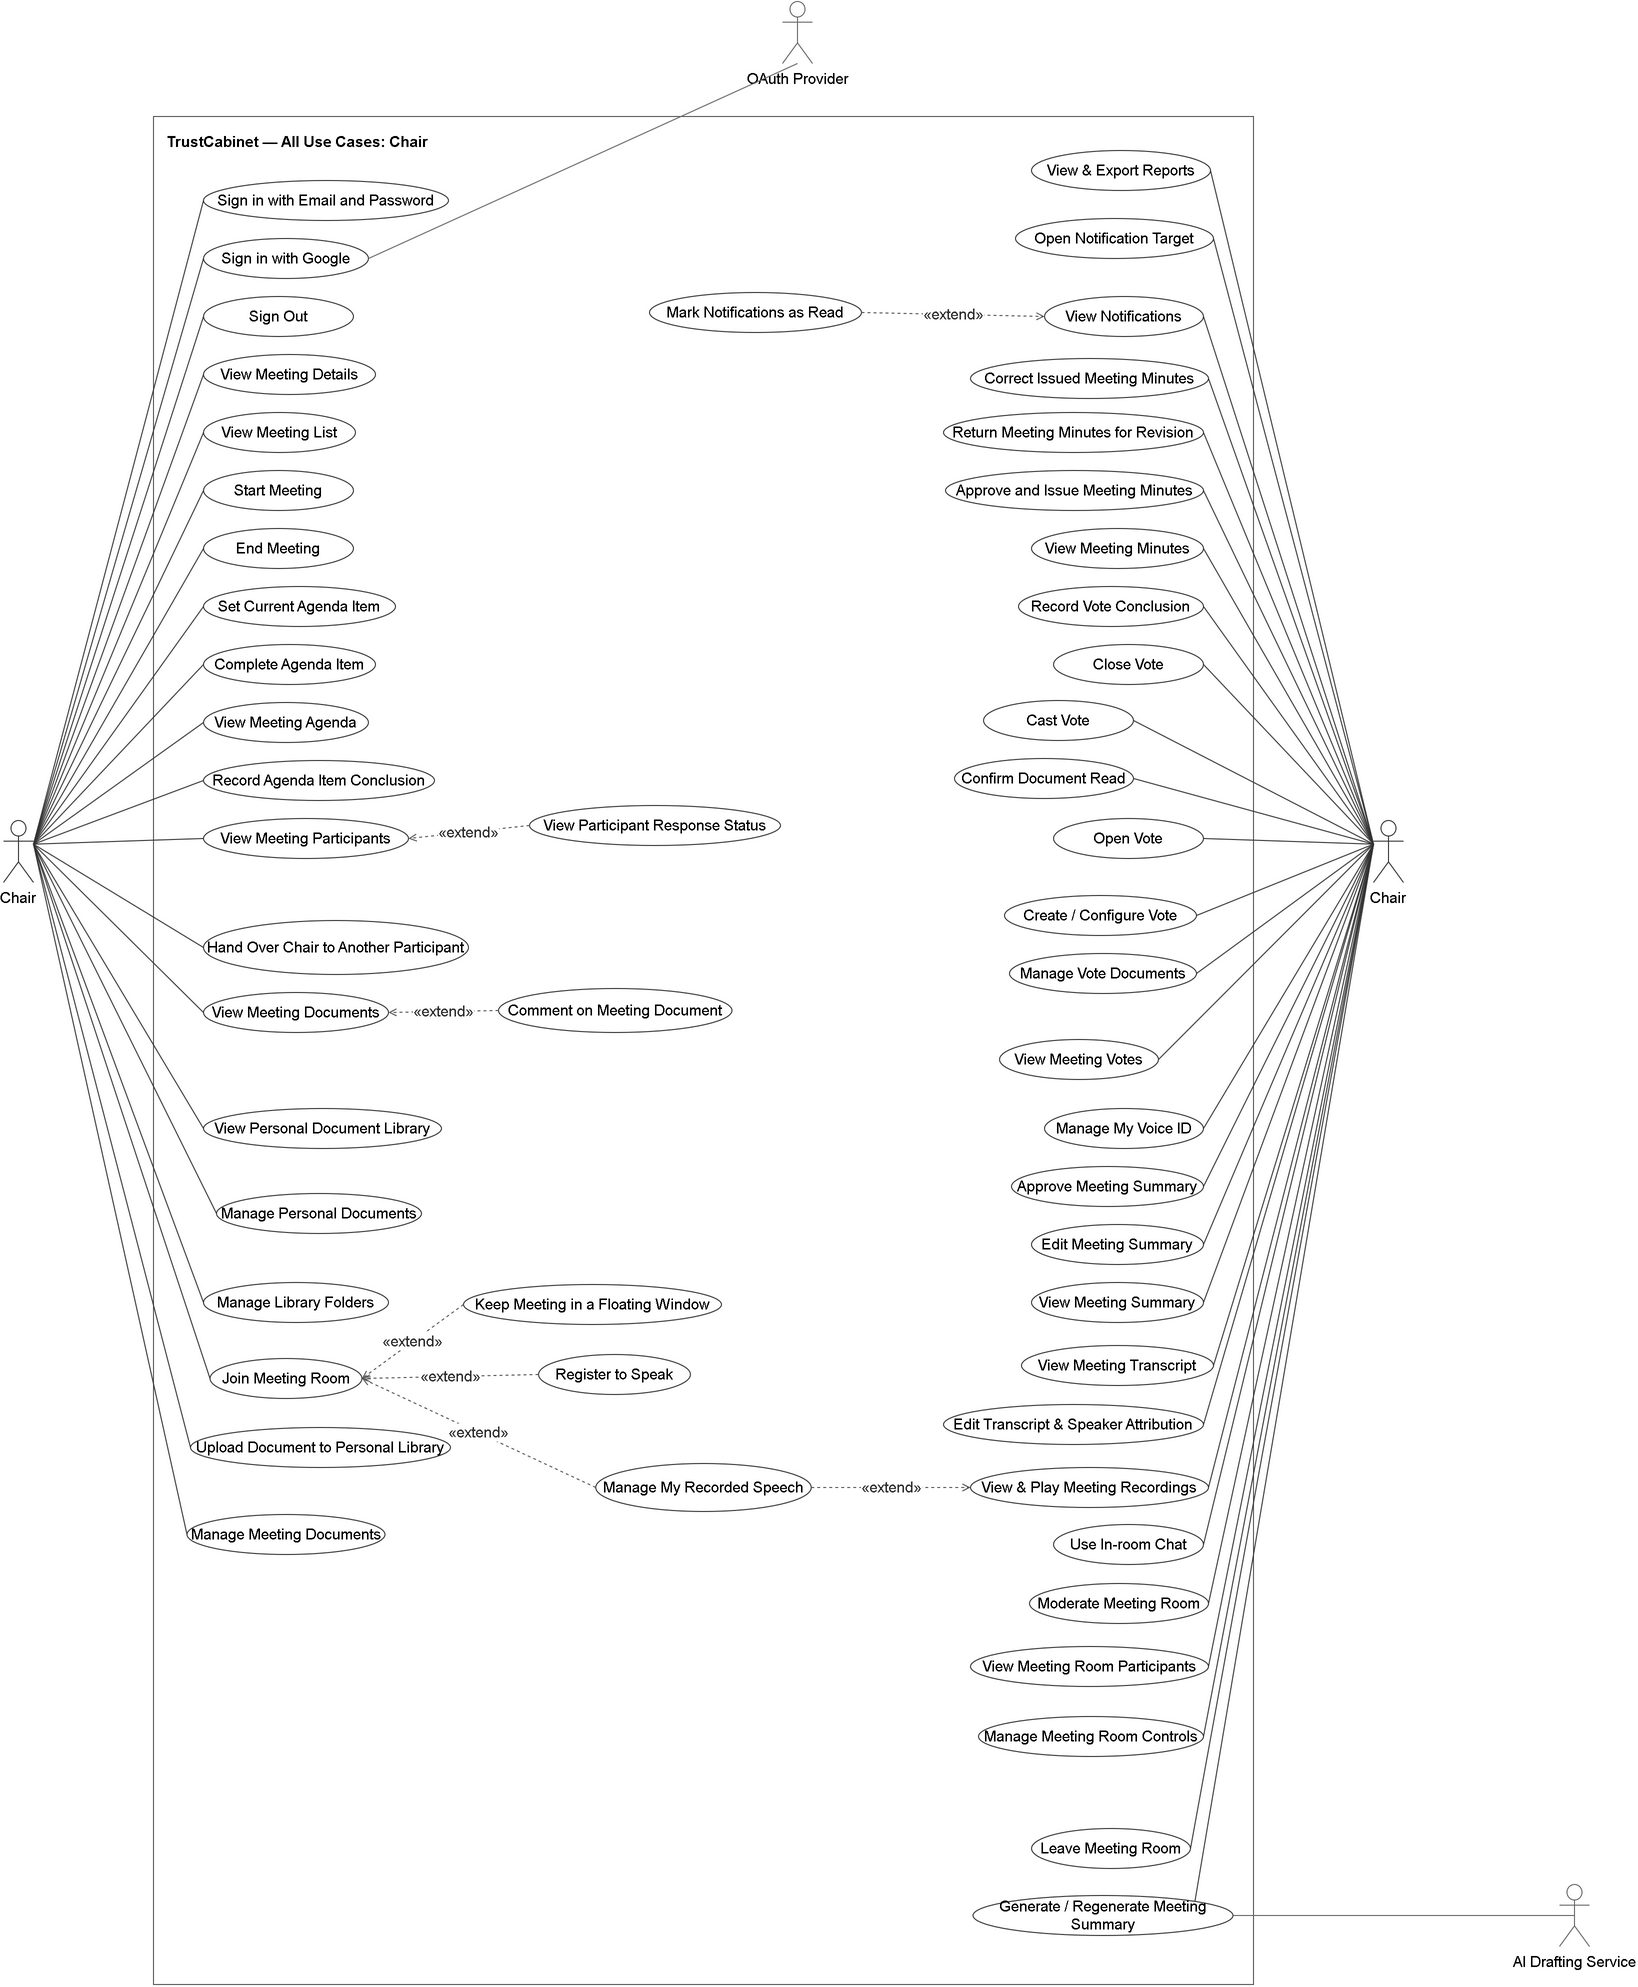 OAuth Provider
TrustCabinet — All Use Cases: Chair
View & Export Reports
Sign in with Email and Password
Open Notification Target
Sign in with Google
Mark Notifications as Read
«extend»
View Notifications
Sign Out
View Meeting Details
Correct Issued Meeting Minutes
View Meeting List
Return Meeting Minutes for Revision
Start Meeting
Approve and Issue Meeting Minutes
End Meeting
View Meeting Minutes
Set Current Agenda Item
Record Vote Conclusion
Complete Agenda Item
Close Vote
View Meeting Agenda
Cast Vote
Record Agenda Item Conclusion
Confirm Document Read
View Meeting Participants
«extend»
View Participant Response Status
Open Vote
Chair
Chair
Create / Configure Vote
Hand Over Chair to Another Participant
Manage Vote Documents
View Meeting Documents
«extend»
Comment on Meeting Document
View Meeting Votes
View Personal Document Library
Manage My Voice ID
Approve Meeting Summary
Manage Personal Documents
Edit Meeting Summary
Manage Library Folders
Keep Meeting in a Floating Window
View Meeting Summary
«extend»
View Meeting Transcript
Join Meeting Room
«extend»
Register to Speak
Edit Transcript & Speaker Attribution
«extend»
Upload Document to Personal Library
Manage My Recorded Speech
«extend»
View & Play Meeting Recordings
Manage Meeting Documents
Use In-room Chat
Moderate Meeting Room
View Meeting Room Participants
Manage Meeting Room Controls
Leave Meeting Room
Generate / Regenerate Meeting
Summary
AI Drafting Service